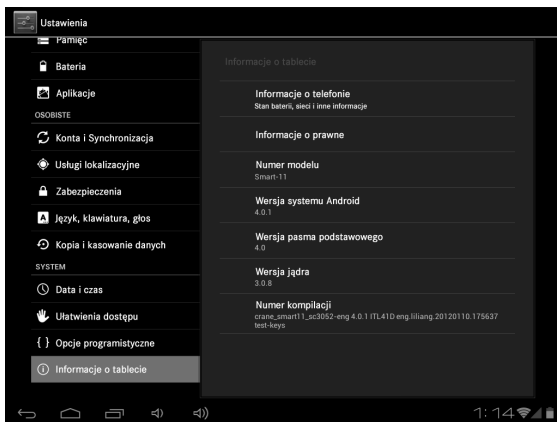 Ustawienia
Pamięć
Bateria
Aplikacje
OSOBISTE
Konta i Synchronizacja
Usługi lokalizacyjne
Zabezpieczenia
A Język, klawiatura, głos
Kopia i kasowanie danych
SYSTEM
Data i czas
Ułatwienia dostępu
{ } Opcje programistyczne
Informacje o tablecie
Informacje o tablecie
Informacje o telefonie
Stan baterii, sieci i inne informacje
Informacje o prawne
Numer modelu
Smart-11
Wersja systemu Android
4.0.1
Wersja pasma podstawowego
4.0
Wersja jądra
3.0.8
Numer kompilacji
crane_smart11_sc3052-eng 4.0.1 ITL41D eng.liliang.20120110.175637
test-keys
1:14